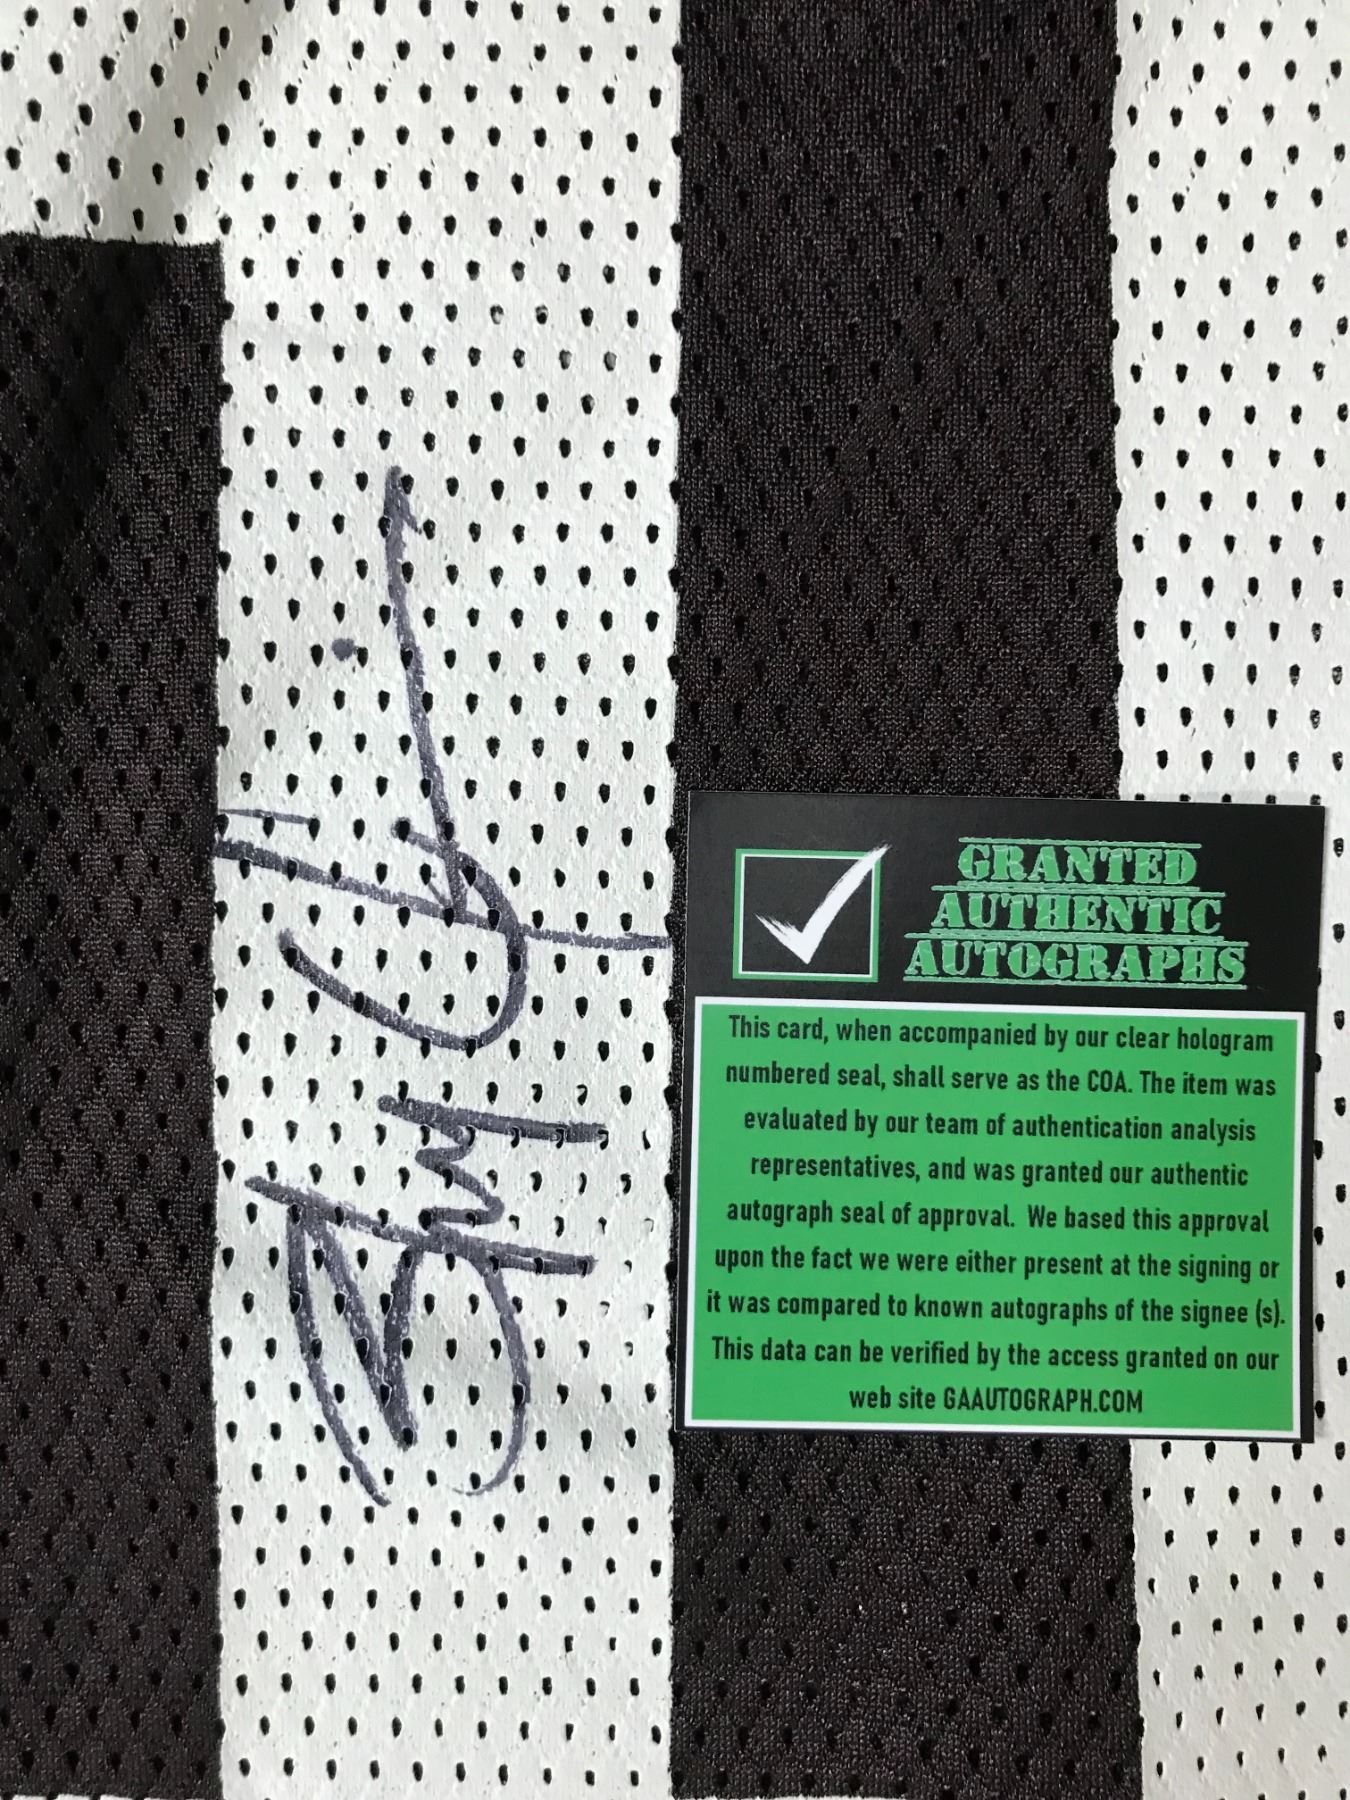 GRANTED
AUTHENTIC
AUTOGRAPHS
This card, when accompanied by our clear hologram
numbered seal, shall serve as the COA. The item was
evaluated by our team of authentication analysis
representatives, and was granted our authentic
autograph seal of approval. We based this approval
upon the fact we were either present at the signing or
it was compared to known autographs of the signee (s).
This data can be verified by the access granted on our
web site GAAUTOGRAPH.COM